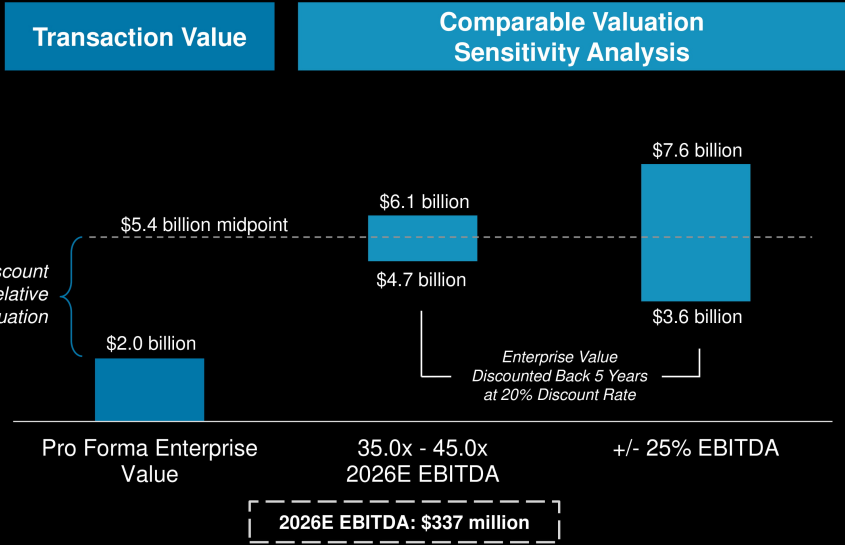 Transaction Value
Comparable Valuation
Sensitivity Analysis
$7.6 billion
$6.1 billion
$5.4 billion midpoint
$4.7 billion
$3.6 billion
$2.0 billion
Enterprise Value
Discounted Back 5 Years
at 20% Discount Rate
Pro Forma Enterprise
Value
35.0x - 45.0x
2026E EBITDA
+/- 25% EBITDA
2026E EBITDA: $337 million